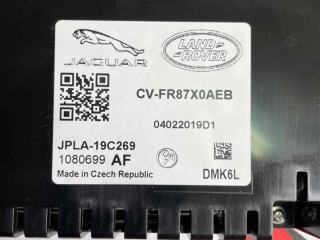 JAGUAR
LAND-
ROVER
CV-FR87X0AEB
04022019D1
JPLA-19C269
1080699 AF
Made in Czech Republic
DMK6L